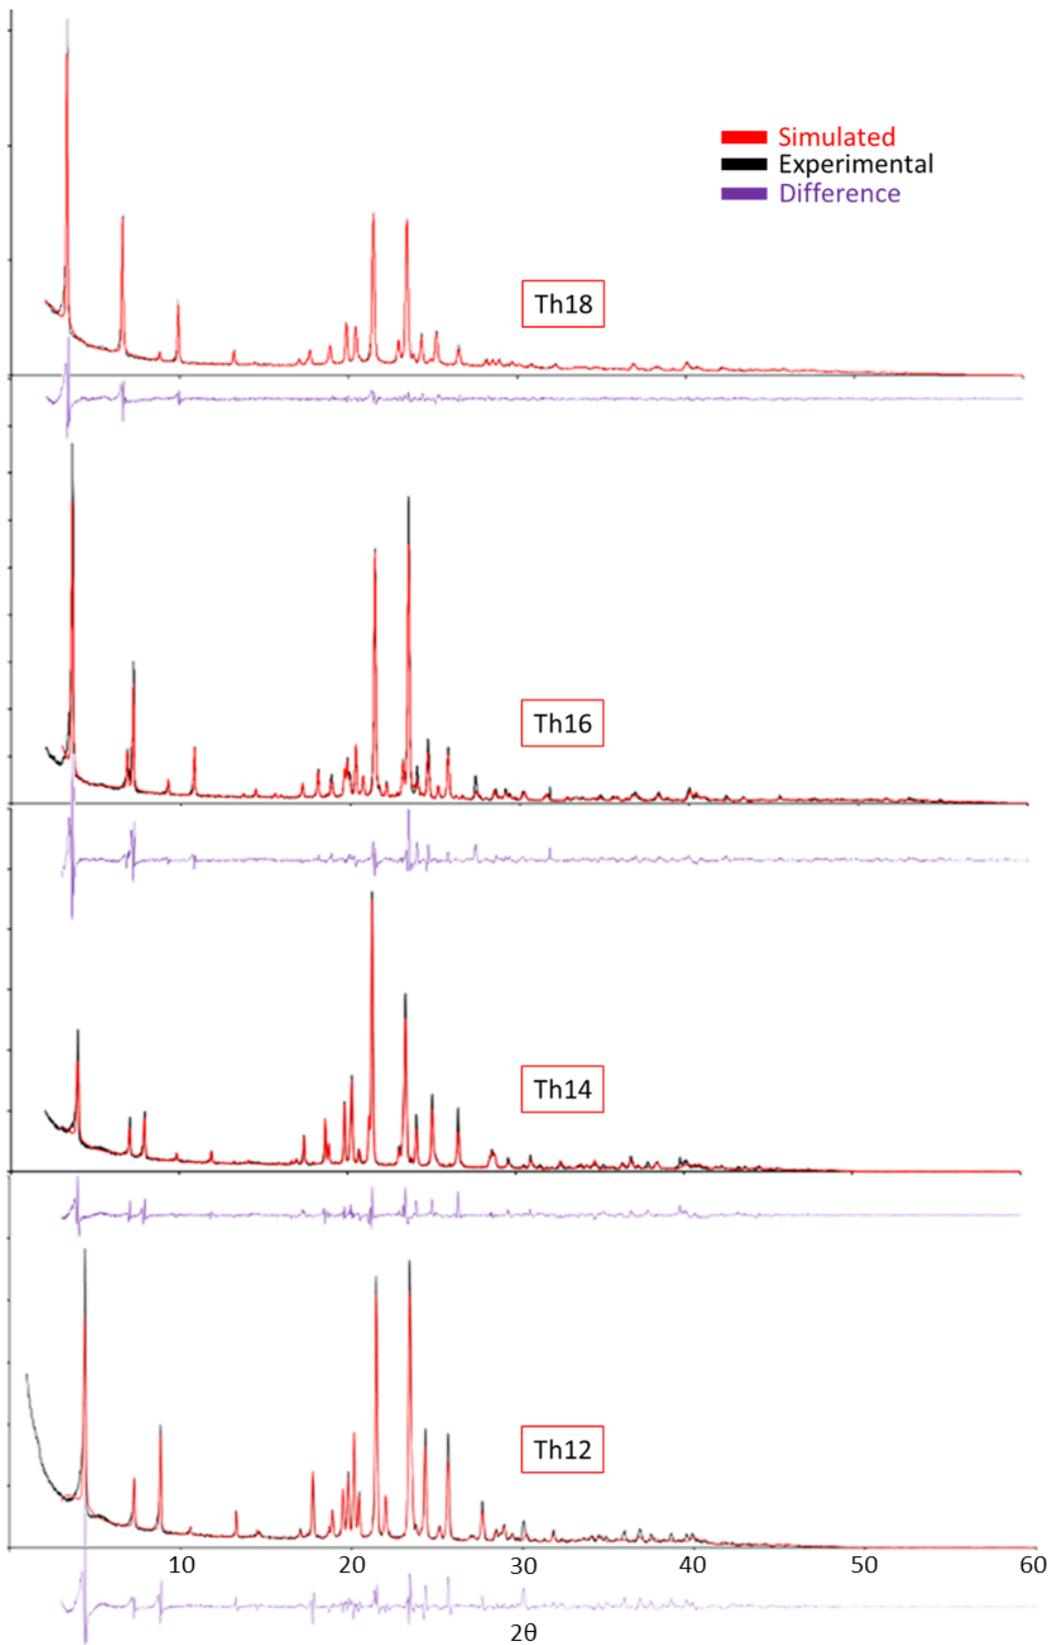 Simulated
Experimental
Difference
Th18
Th16
Th14
Th12
10 20 30 40 50 60
2θ